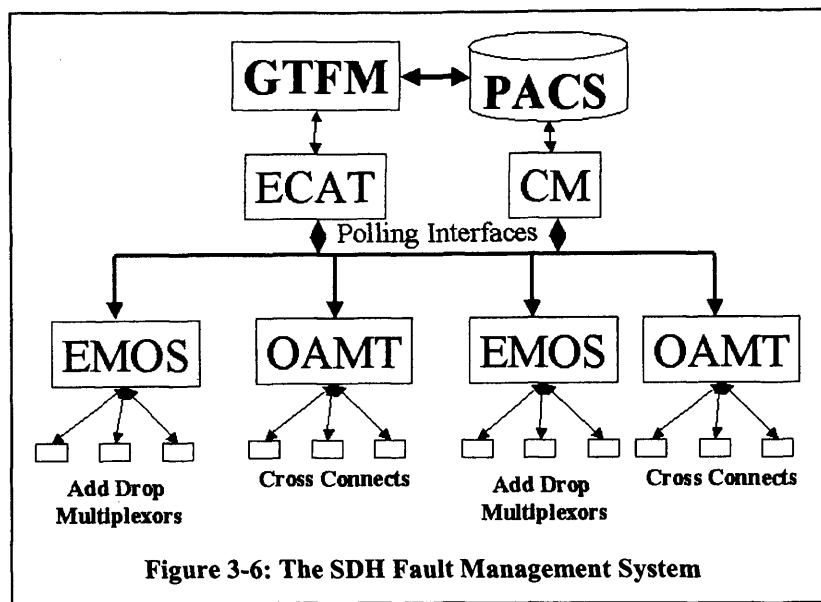 GTFM
PACS
ECAT
CM
Polling Interfaces
EMOS
OAMT
EMOS
OAMT
Add Drop
Multiplexors
Cross Connects
Add Drop
Multiplexors
Cross Connects
Figure 3-6: The SDH Fault Management System